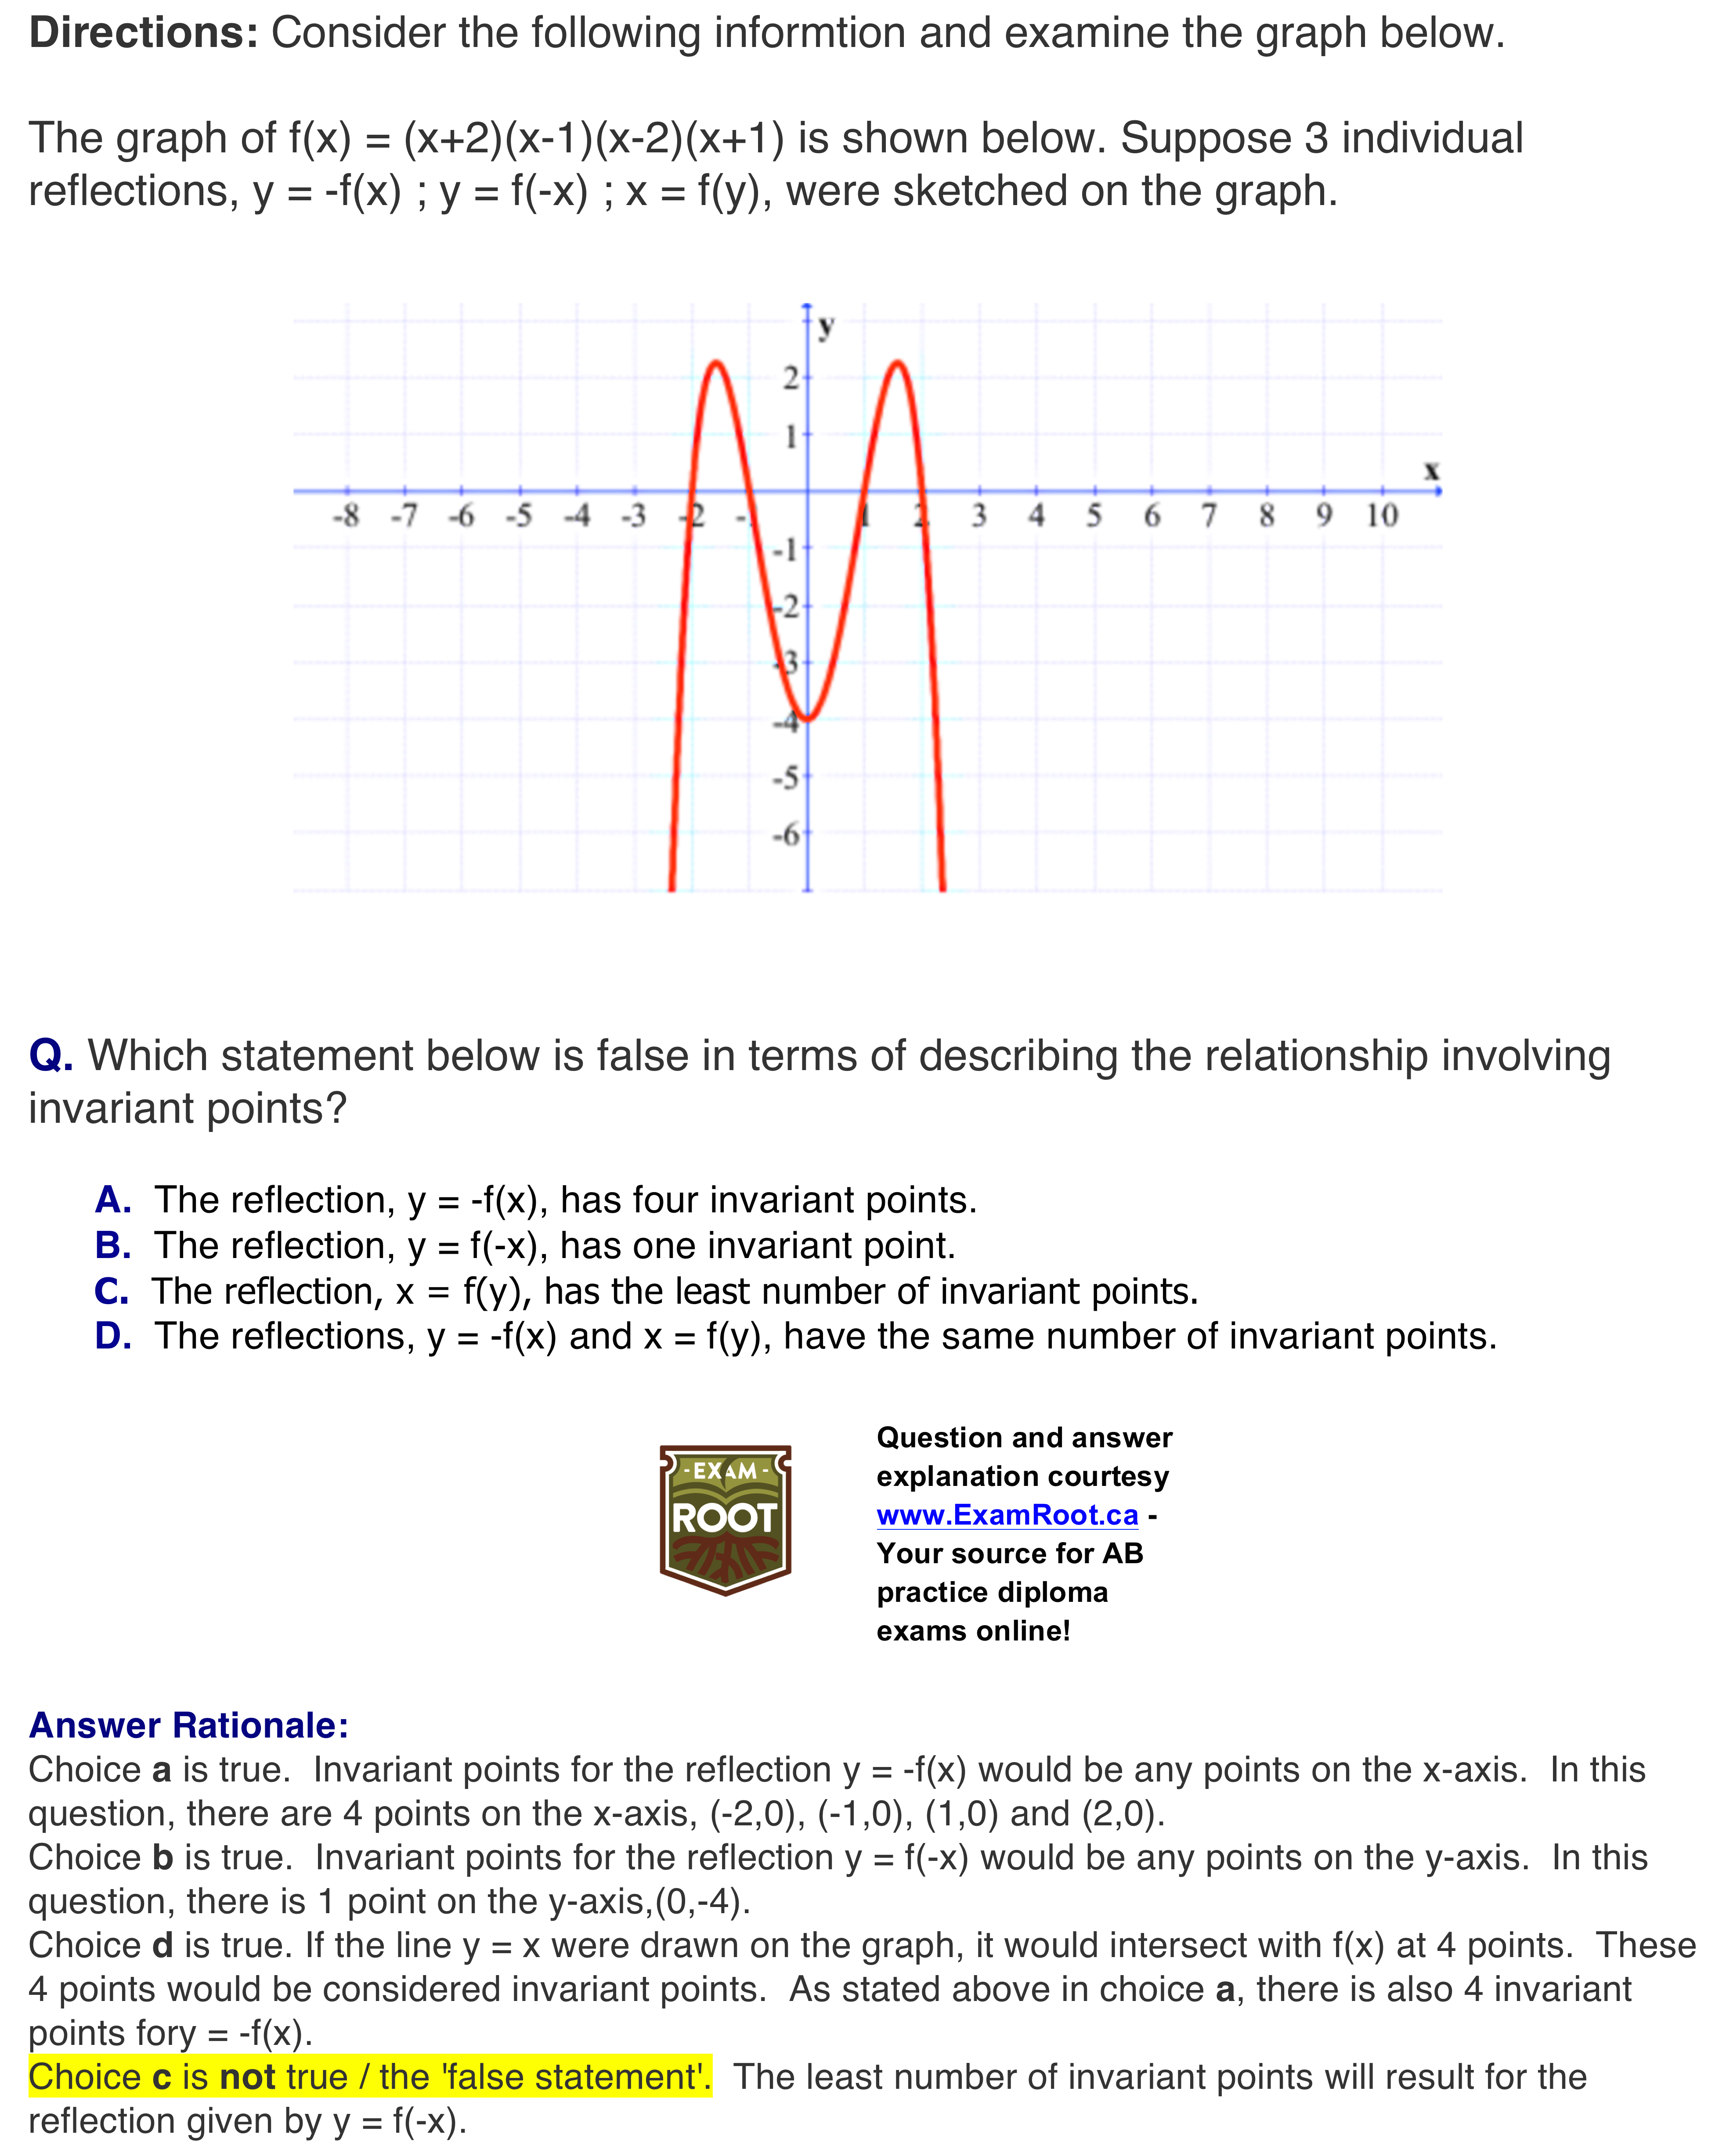 Directions: Consider the following informtion and examine the graph below.
The graph of f(x) = (x+2)(x-1)(x-2)(x+1) is shown below. Suppose 3 individual
reflections, y = -f(x) ; y = f(-x) ; x = f(y), were sketched on the graph.
y
2
1
x
-8 -7 -6 -5 -4 -3 -2 - 1 2 3 4 5 6 7 8 9 10
-1
-2
-3
-4
-5
-6
Q. Which statement below is false in terms of describing the relationship involving
invariant points?
A. The reflection, y = -f(x), has four invariant points.
B. The reflection, y = f(-x), has one invariant point.
C. The reflection, x = f(y), has the least number of invariant points.
D. The reflections, y = -f(x) and x = f(y), have the same number of invariant points.
- EXAM -
ROOT
Question and answer
explanation courtesy
www.ExamRoot.ca -
Your source for AB
practice diploma
exams online!
Answer Rationale:
Choice a is true. Invariant points for the reflection y = -f(x) would be any points on the x-axis. In this
question, there are 4 points on the x-axis, (-2,0), (-1,0), (1,0) and (2,0).
Choice b is true. Invariant points for the reflection y = f(-x) would be any points on the y-axis. In this
question, there is 1 point on the y-axis,(0,-4).
Choice d is true. If the line y = x were drawn on the graph, it would intersect with f(x) at 4 points. These
4 points would be considered invariant points. As stated above in choice a, there is also 4 invariant
points fory = -f(x).
Choice c is not true / the 'false statement'. The least number of invariant points will result for the
reflection given by y = f(-x).